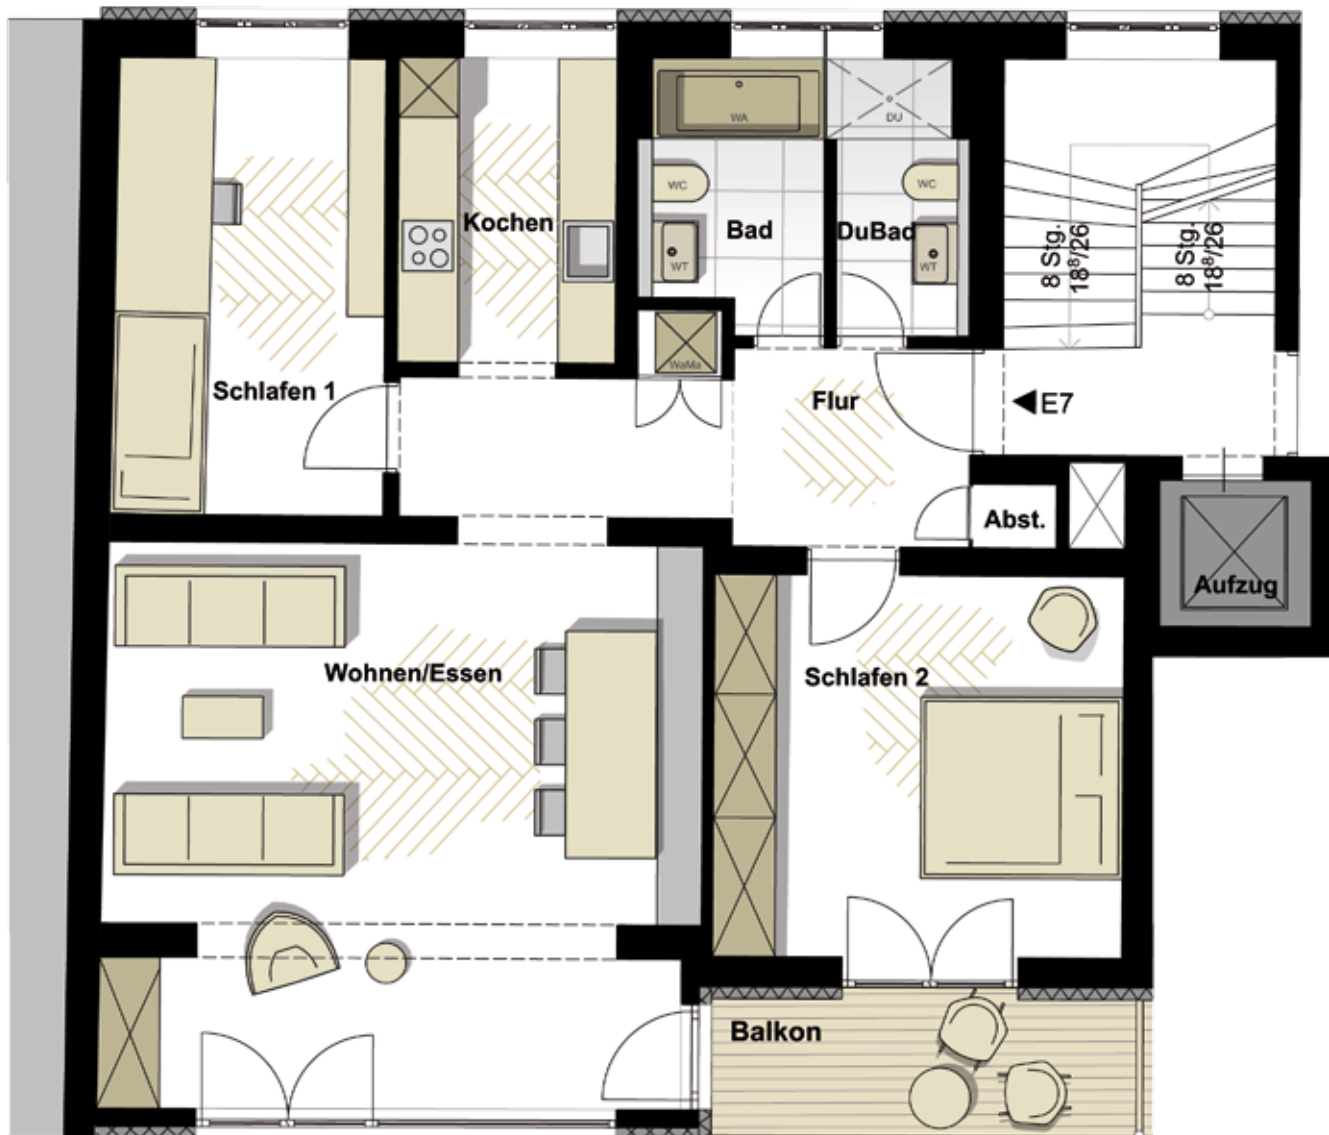 WA
DU
WC
WC
Kochen
Bad
DuBad
8 Stg.
18⁸/26
8 Stg.
18⁸/26
WT
WT
WaMa
Schlafen 1
Flur
◀E7
Abst.
Aufzug
Wohnen/Essen
Schlafen 2
Balkon